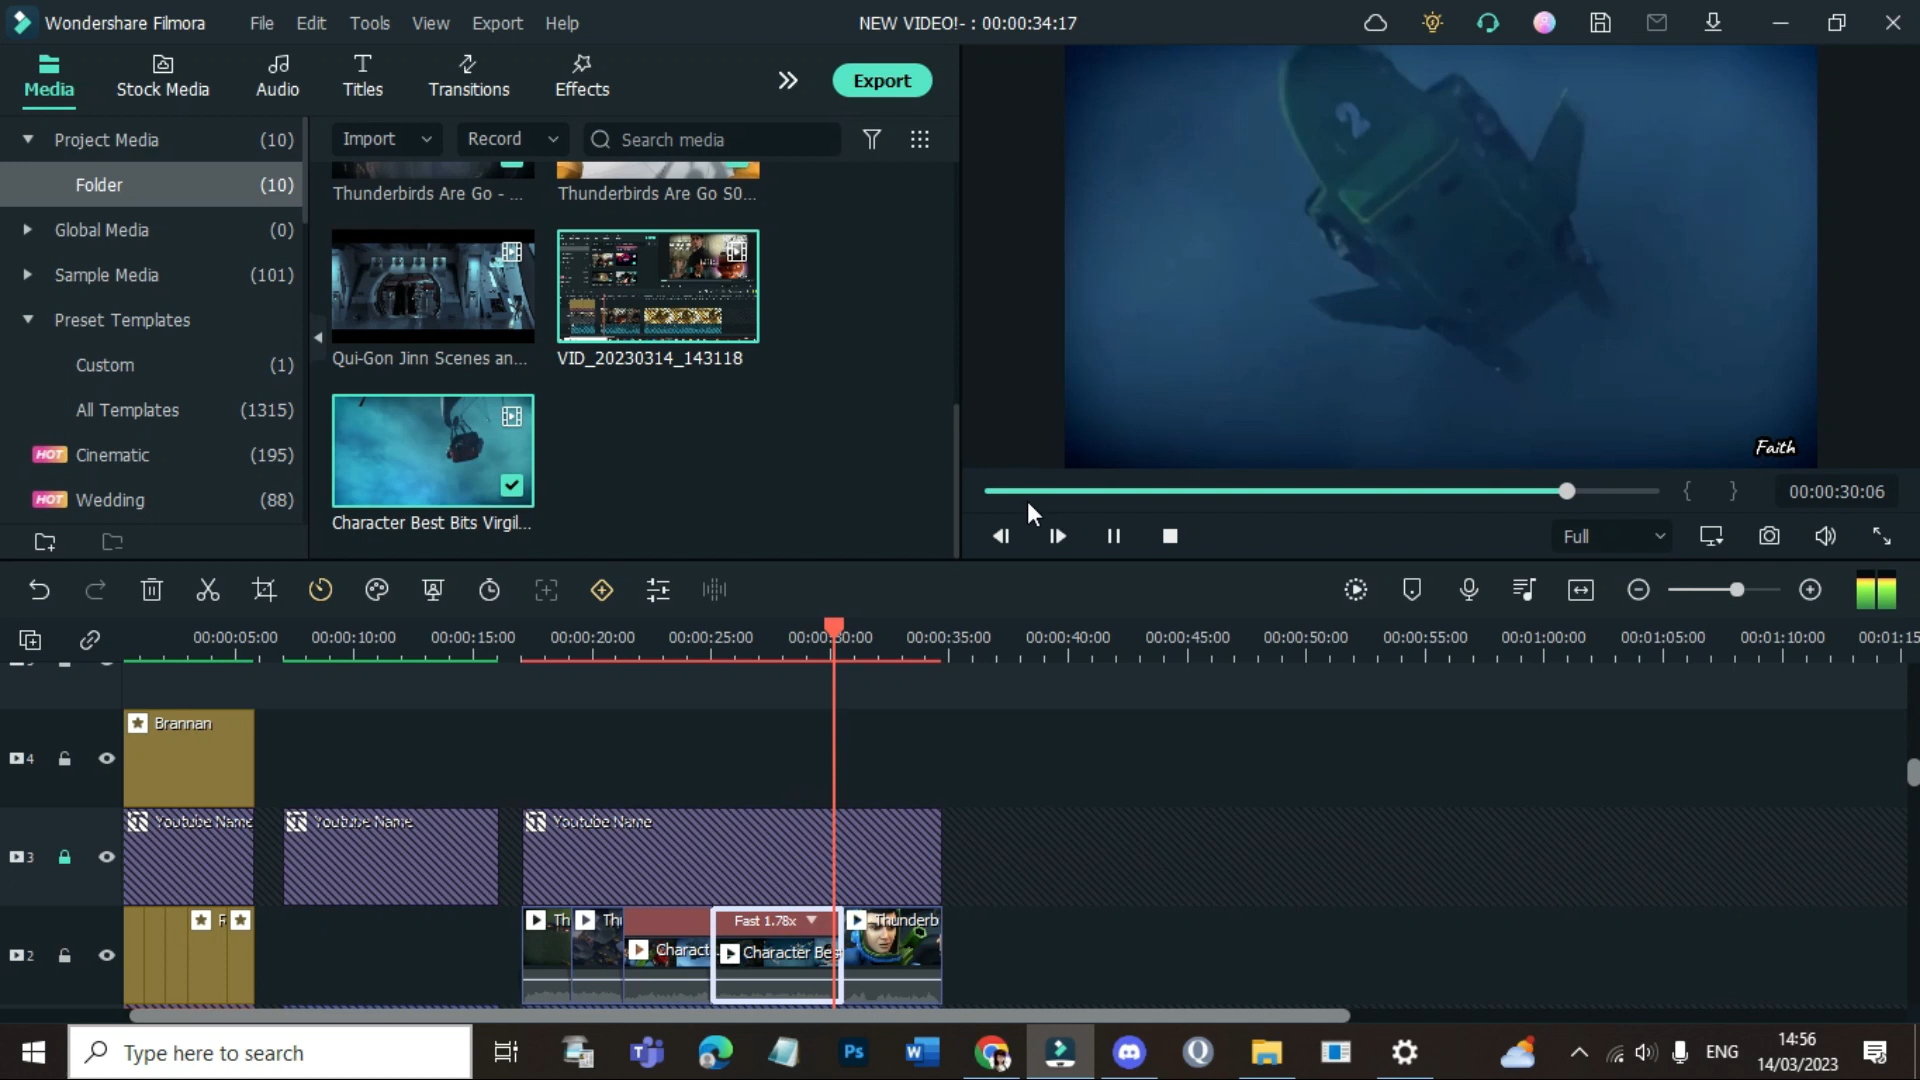 Wondershare Filmora File Edit Tools View Export Help NEW VIDEO!- : 00:00:34:17
Media Stock Media Audio Titles Transitions Effects Export
Project Media (10)
Folder (10)
Global Media (0)
Sample Media (101)
Preset Templates
Custom (1)
All Templates (1315)
HOT Cinematic (195)
HOT Wedding (88)
Import Record Search media
Thunderbirds Are Go - ... Thunderbirds Are Go S0...
Qui-Gon Jinn Scenes an... VID_20230314_143118
Character Best Bits Virgil...
2
Faith
00:00:30:06
Full
00:00:05:00 00:00:10:00 00:00:15:00 00:00:20:00 00:00:25:00 00:00:30:00 00:00:35:00 00:00:40:00 00:00:45:00 00:00:50:00 00:00:55:00 00:01:00:00 00:01:05:00 00:01:10:00 00:01:15
Brannan
4
Youtube Name Youtube Name Youtube Name
3
F Th Thu Fast 1.78x Thunderb
Charact Character Bes
2
Type here to search
Ps
ENG
14:56
14/03/2023